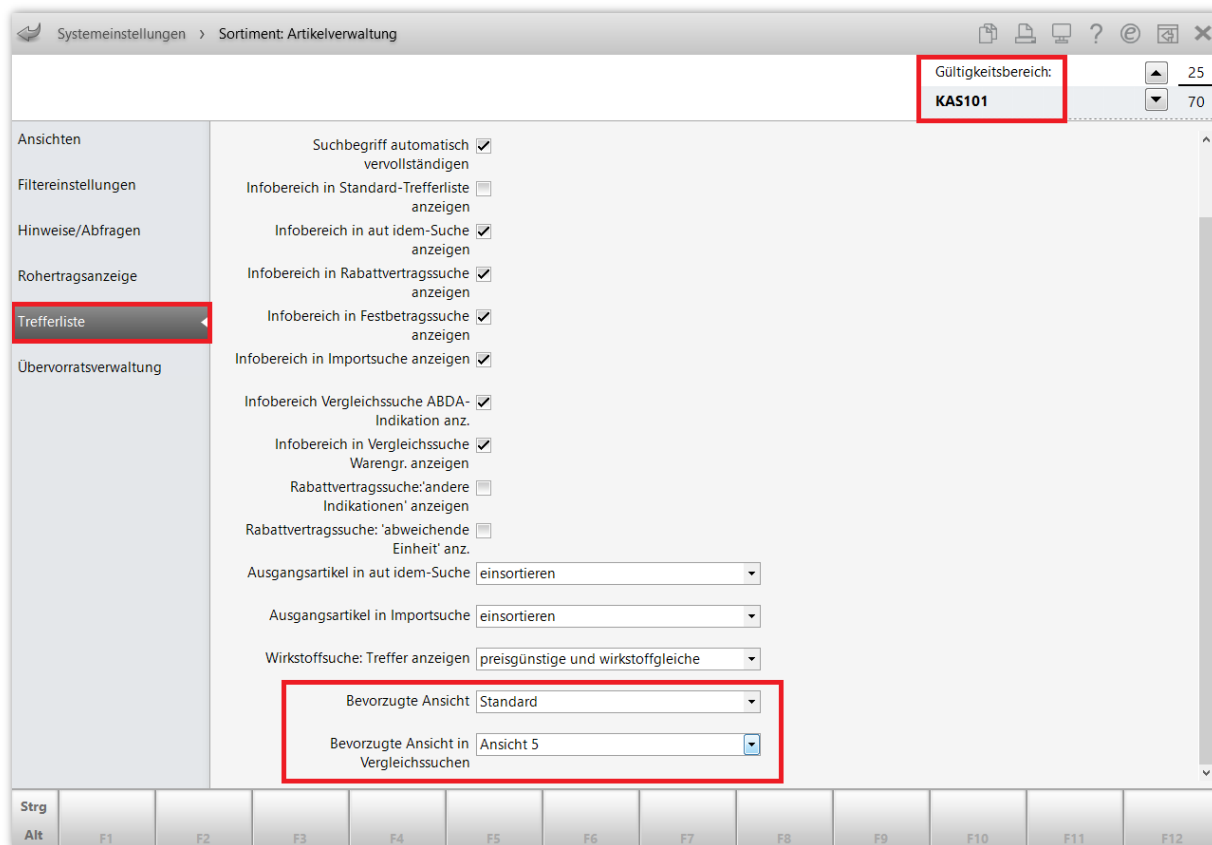 Systemeinstellungen › Sortiment: Artikelverwaltung
Gültigkeitsbereich:
25
KAS101
70
Ansichten
Filtereinstellungen
Hinweise/Abfragen
Rohertragsanzeige
Trefferliste
Übervorratsverwaltung
Suchbegriff automatisch
vervollständigen
Infobereich in Standard-Trefferliste
anzeigen
Infobereich in aut idem-Suche
anzeigen
Infobereich in Rabattvertragssuche
anzeigen
Infobereich in Festbetragssuche
anzeigen
Infobereich in Importsuche anzeigen
Infobereich Vergleichssuche ABDA-
Indikation anz.
Infobereich in Vergleichssuche
Warengr. anzeigen
Rabattvertragssuche:'andere
Indikationen' anzeigen
Rabattvertragssuche: 'abweichende
Einheit' anz.
Ausgangsartikel in aut idem-Suche einsortieren
Ausgangsartikel in Importsuche einsortieren
Wirkstoffsuche: Treffer anzeigen preisgünstige und wirkstoffgleiche
Bevorzugte Ansicht Standard
Bevorzugte Ansicht in Ansicht 5
Vergleichssuchen
Strg
Alt F1 F2 F3 F4 F5 F6 F7 F8 F9 F10 F11 F12